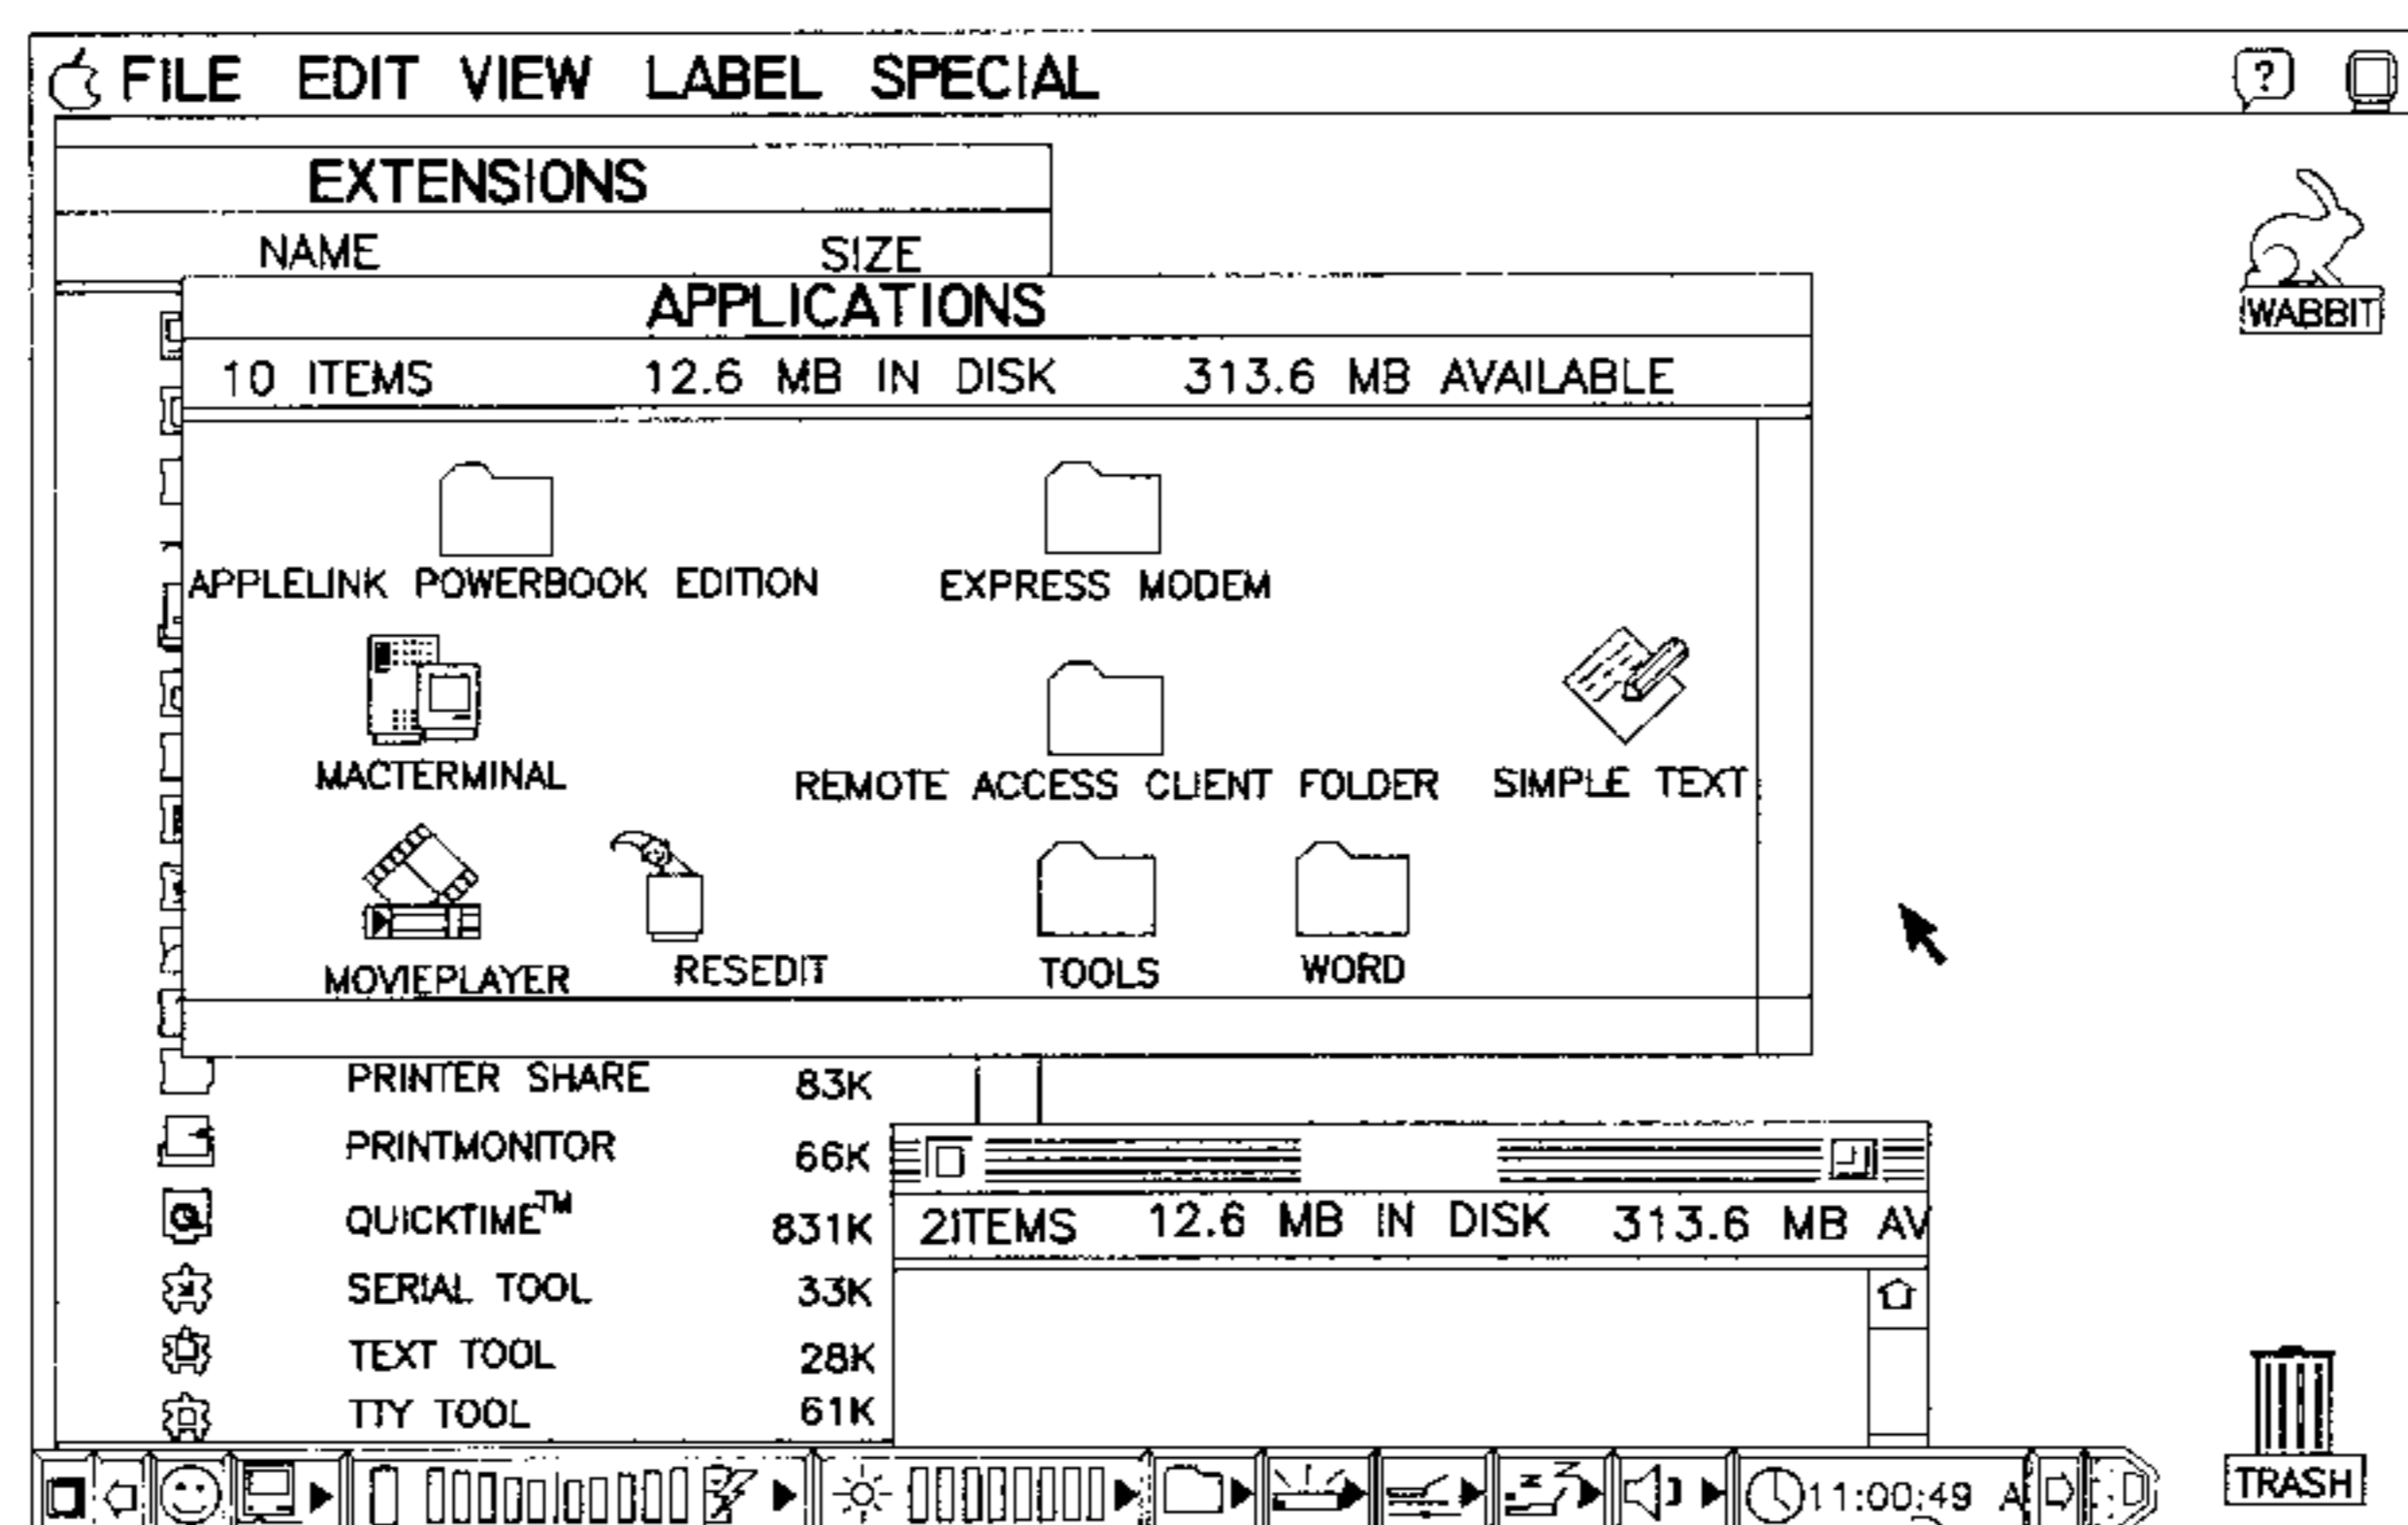 FILE EDIT VIEW LABEL SPECIAL ?
EXTENSIONS
NAME SIZE
WABBIT
APPLICATIONS
10 ITEMS 12.6 MB IN DISK 313.6 MB AVAILABLE
APPLELINK POWERBOOK EDITION EXPRESS MODEM
MACTERMINAL REMOTE ACCESS CLIENT FOLDER SIMPLE TEXT
MOVIEPLAYER RESEDIT TOOLS WORD
PRINTER SHARE 83K
PRINTMONITOR 66K
QUICKTIME™ 831K
2ITEMS 12.6 MB IN DISK 313.6 MB AV
SERIAL TOOL 33K
TEXT TOOL 28K
TTY TOOL 61K
11:00:49 A
TRASH